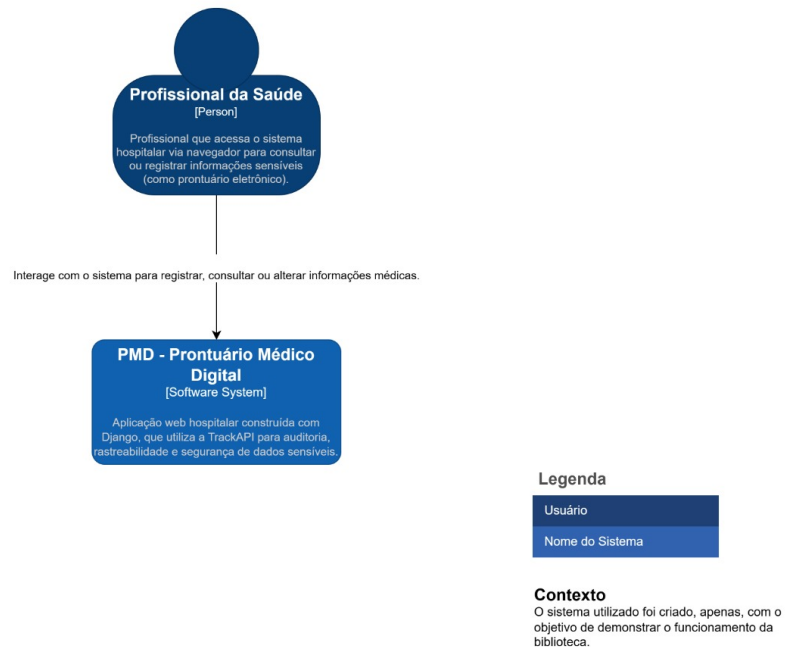 Profissional da Saúde
[Person]
Profissional que acessa o sistema
hospitalar via navegador para consultar
ou registrar informações sensíveis
(como prontuário eletrônico).
Interage com o sistema para registrar, consultar ou alterar informações médicas.
PMD - Prontuário Médico
Digital
[Software System]
Aplicação web hospitalar construída com
Django, que utiliza a TrackAPI para auditoria,
rastreabilidade e segurança de dados sensíveis.
Legenda
Usuário
Nome do Sistema
Contexto
O sistema utilizado foi criado, apenas, com o
objetivo de demonstrar o funcionamento da
biblioteca.